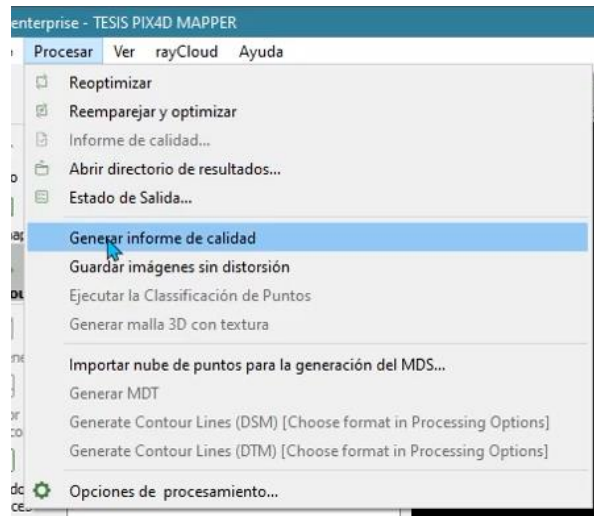 enterprise - TESIS PIX4D MAPPER
Procesar Ver rayCloud Ayuda
Reoptimizar
Reemparejar y optimizar
Informe de calidad...
Abrir directorio de resultados...
Estado de Salida...
Generar informe de calidad
Guardar imágenes sin distorsión
Ejecutar la Classificación de Puntos
Generar malla 3D con textura
Importar nube de puntos para la generación del MDS...
Generar MDT
Generate Contour Lines (DSM) [Choose format in Processing Options]
Generate Contour Lines (DTM) [Choose format in Processing Options]
Opciones de procesamiento...